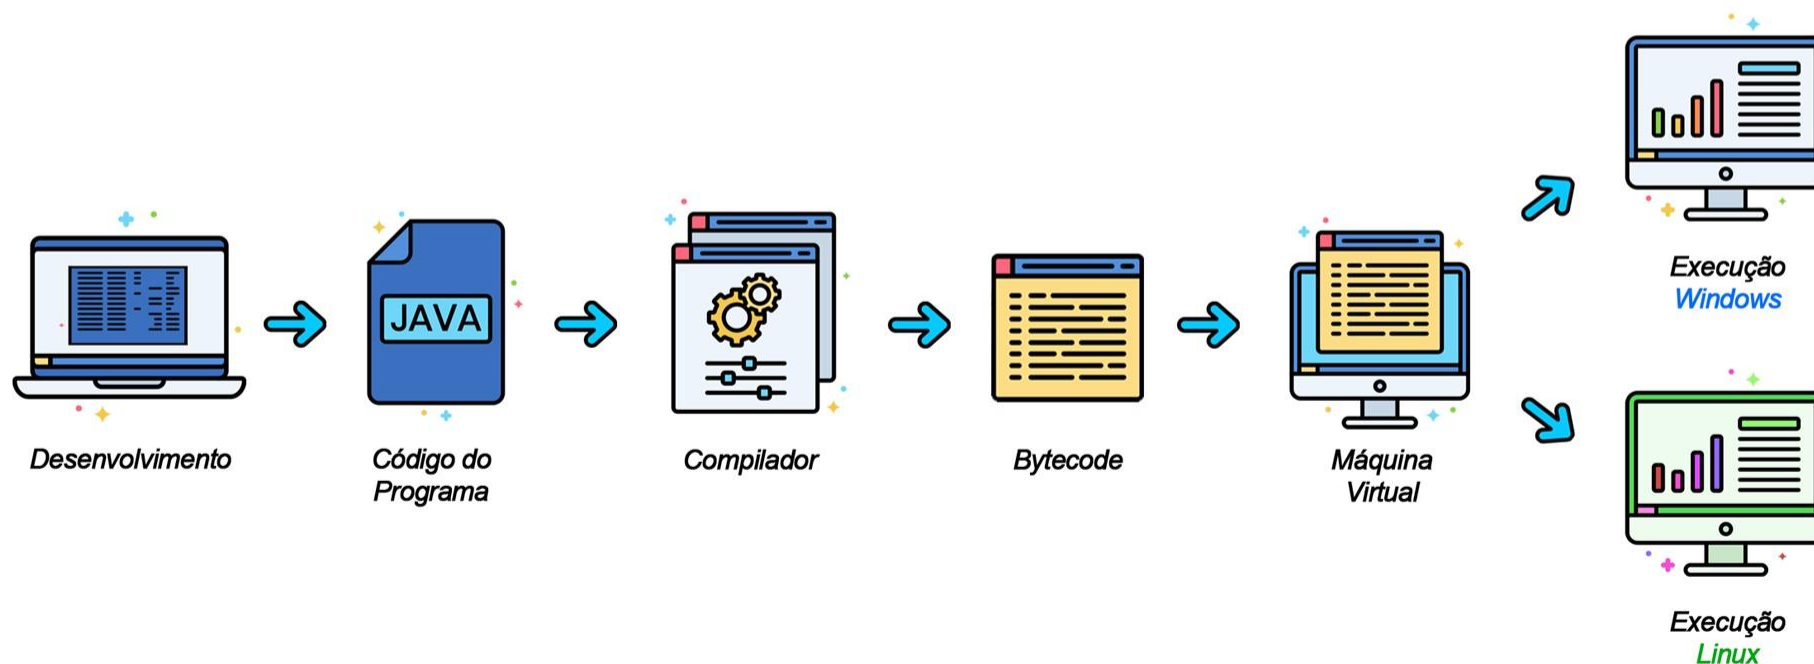 JAVA
Desenvolvimento
Código do
Programa
Compilador
Bytecode
Máquina
Virtual
Execução
Windows
Execução
Linux